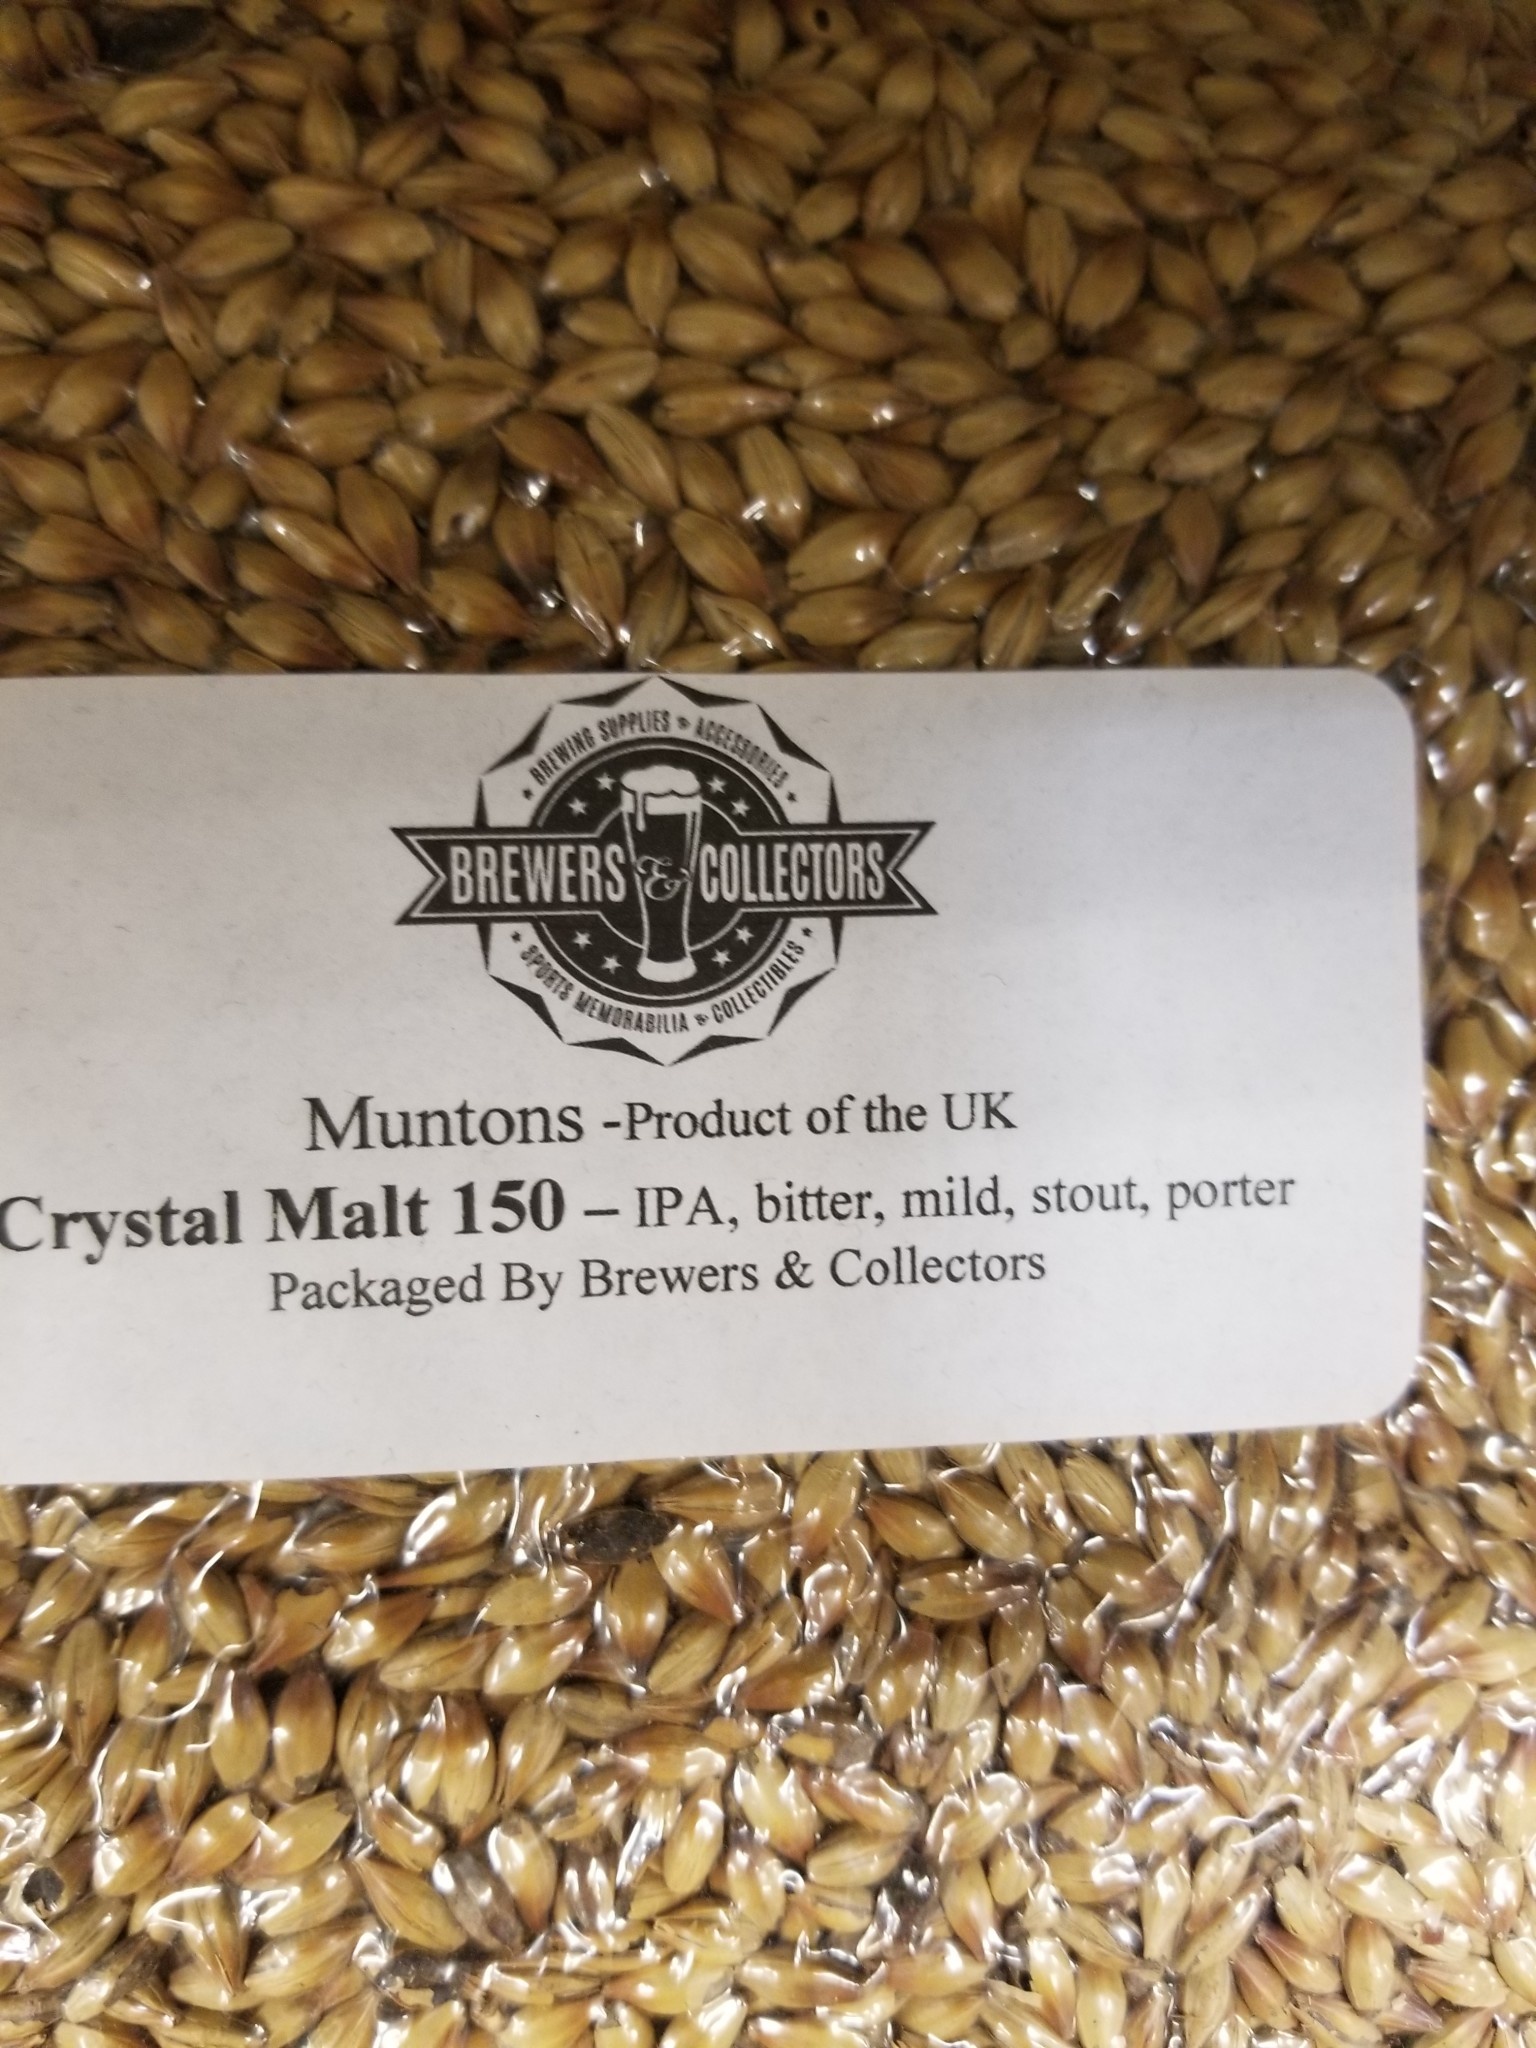 BREWING SUPPLIES & ACCESSORIES
BREWERS & COLLECTORS
SPORTS MEMORABILIA & COLLECTIBLES
Muntons -Product of the UK
Crystal Malt 150 – IPA, bitter, mild, stout, porter
Packaged By Brewers & Collectors